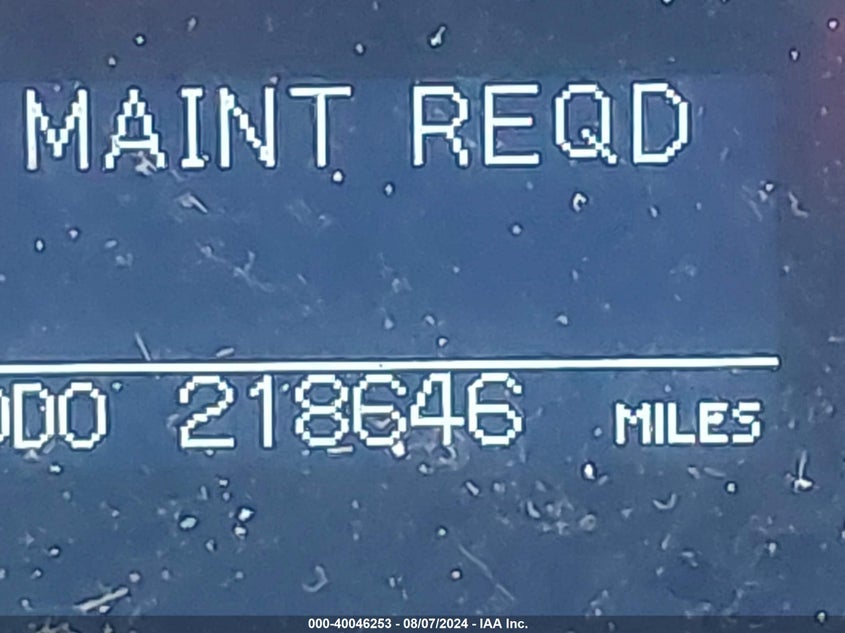 MAINT REQD
ODO 218646 MILES
000-40046253 - 08/07/2024 - IAA Inc.